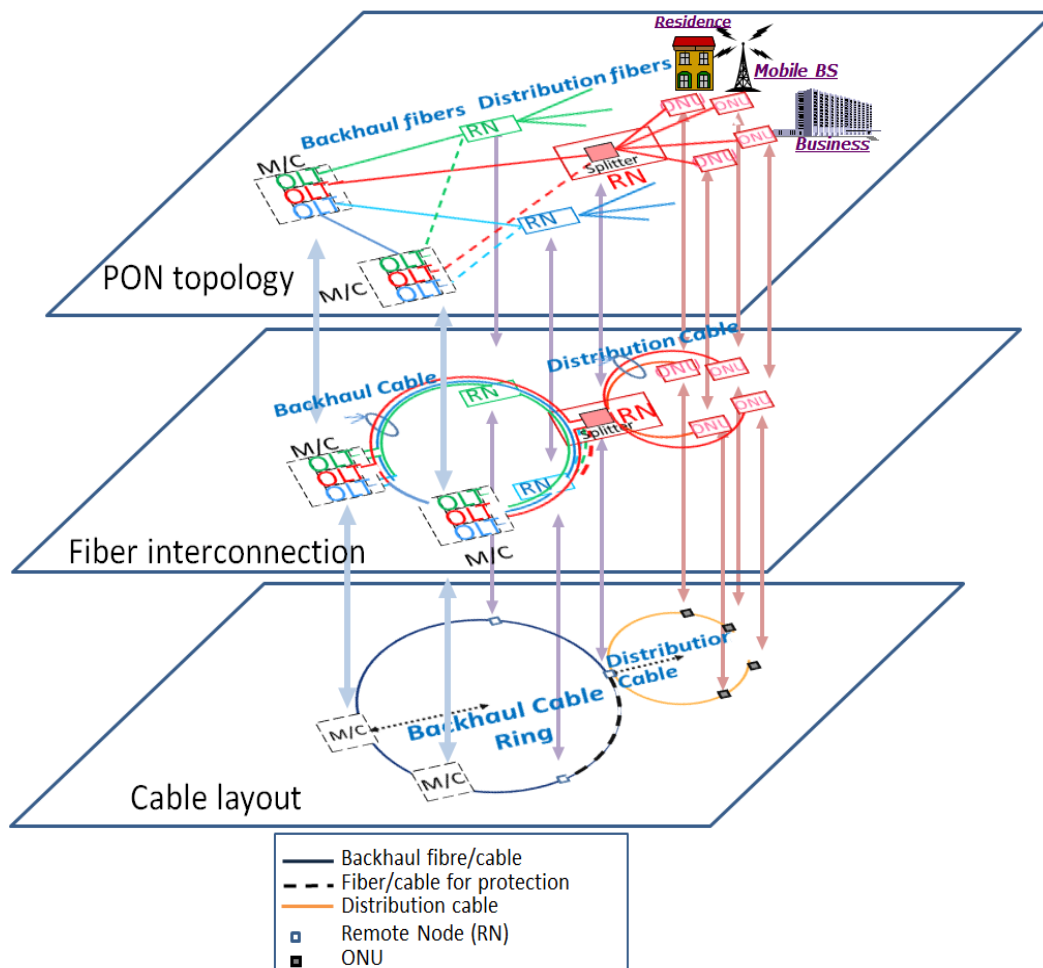 Residence
Mobile BS
Business
Distribution fibers
Backhaul fibers
RN
ONU
ONU
ONU
ONU
Splitter
RN
RN
M/C
OLT
OLT
OLT
M/C
OLT
OLT
OLT
PON topology
Distribution Cable
Backhaul Cable
RN
ONU
ONU
ONU
ONU
RN
Splitter
M/C
OLT
OLT
OLT
RN
OLT
OLT
OLT
M/C
Fiber interconnection
Distribution
Cable
Backhaul Cable
Ring
M/C
M/C
Cable layout
Backhaul fibre/cable
Fiber/cable for protection
Distribution cable
Remote Node (RN)
ONU